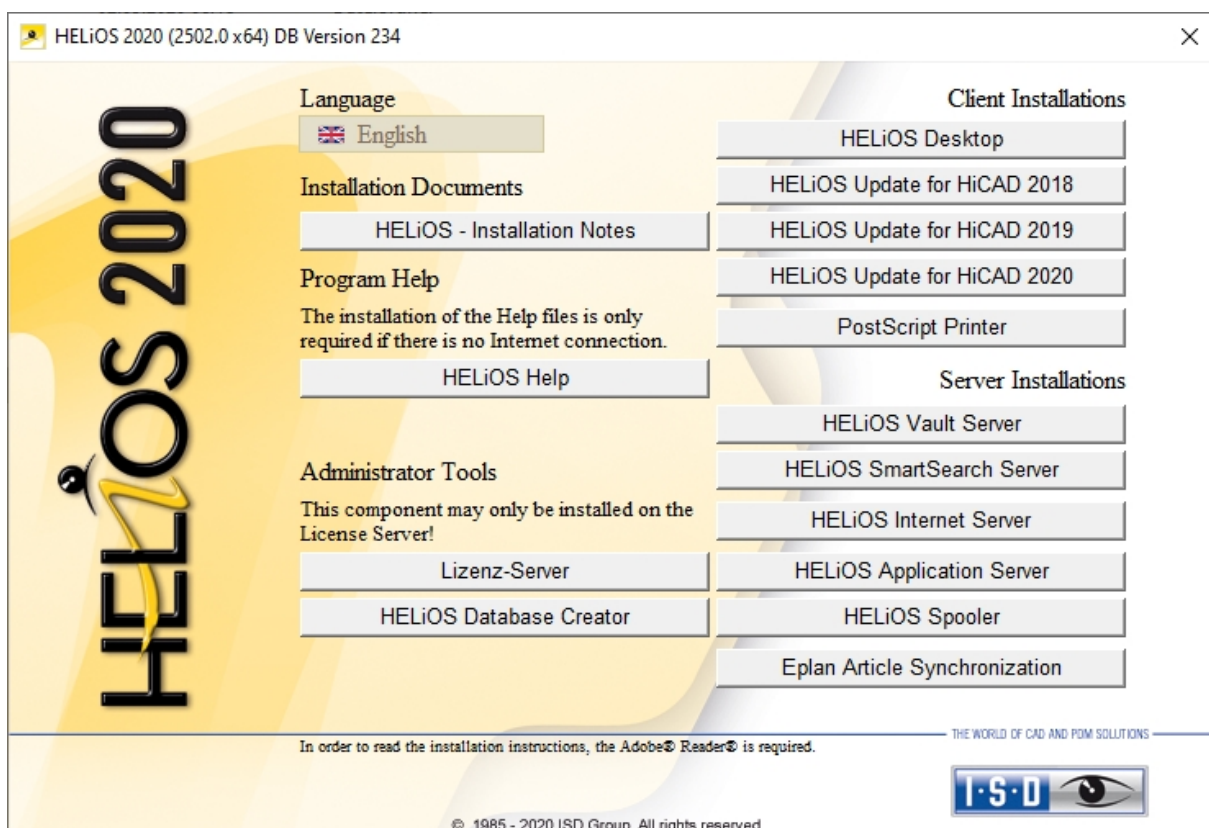 HELiOS 2020 (2502.0 x64) DB Version 234
HELiOS 2020
Language
English
Installation Documents
HELiOS - Installation Notes
Program Help
The installation of the Help files is only
required if there is no Internet connection.
HELiOS Help
Administrator Tools
This component may only be installed on the
License Server!
Lizenz-Server
HELiOS Database Creator
Client Installations
HELiOS Desktop
HELiOS Update for HiCAD 2018
HELiOS Update for HiCAD 2019
HELiOS Update for HiCAD 2020
PostScript Printer
Server Installations
HELiOS Vault Server
HELiOS SmartSearch Server
HELiOS Internet Server
HELiOS Application Server
HELiOS Spooler
Eplan Article Synchronization
In order to read the installation instructions, the Adobe® Reader® is required.
THE WORLD OF CAD AND PDM SOLUTIONS
I·S·D
© 1985 - 2020 ISD Group. All rights reserved